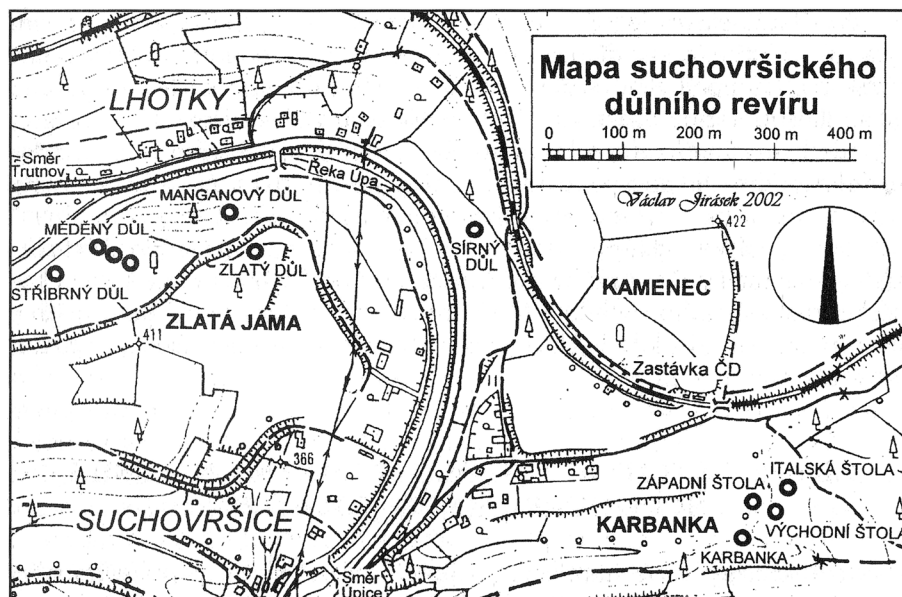 Mapa suchovršického
důlního revíru
0 100 m 200 m 300 m 400 m
Václav Jirásek 2002
LHOTKY
Směr
Trutnov
Řeka Úpa
MANGANOVÝ DŮL
MĚDĚNÝ DŮL
ZLATÝ DŮL
STŘÍBRNÝ DŮL
SÍRNÝ
DŮL
422
KAMENEC
ZLATÁ JÁMA
411
Zastávka ČD
366
ZÁPADNÍ ŠTOLA
ITALSKÁ ŠTOLA
SUCHOVRŠICE
KARBANKA
VÝCHODNÍ ŠTOLA
KARBANKA
Směr
Úpice